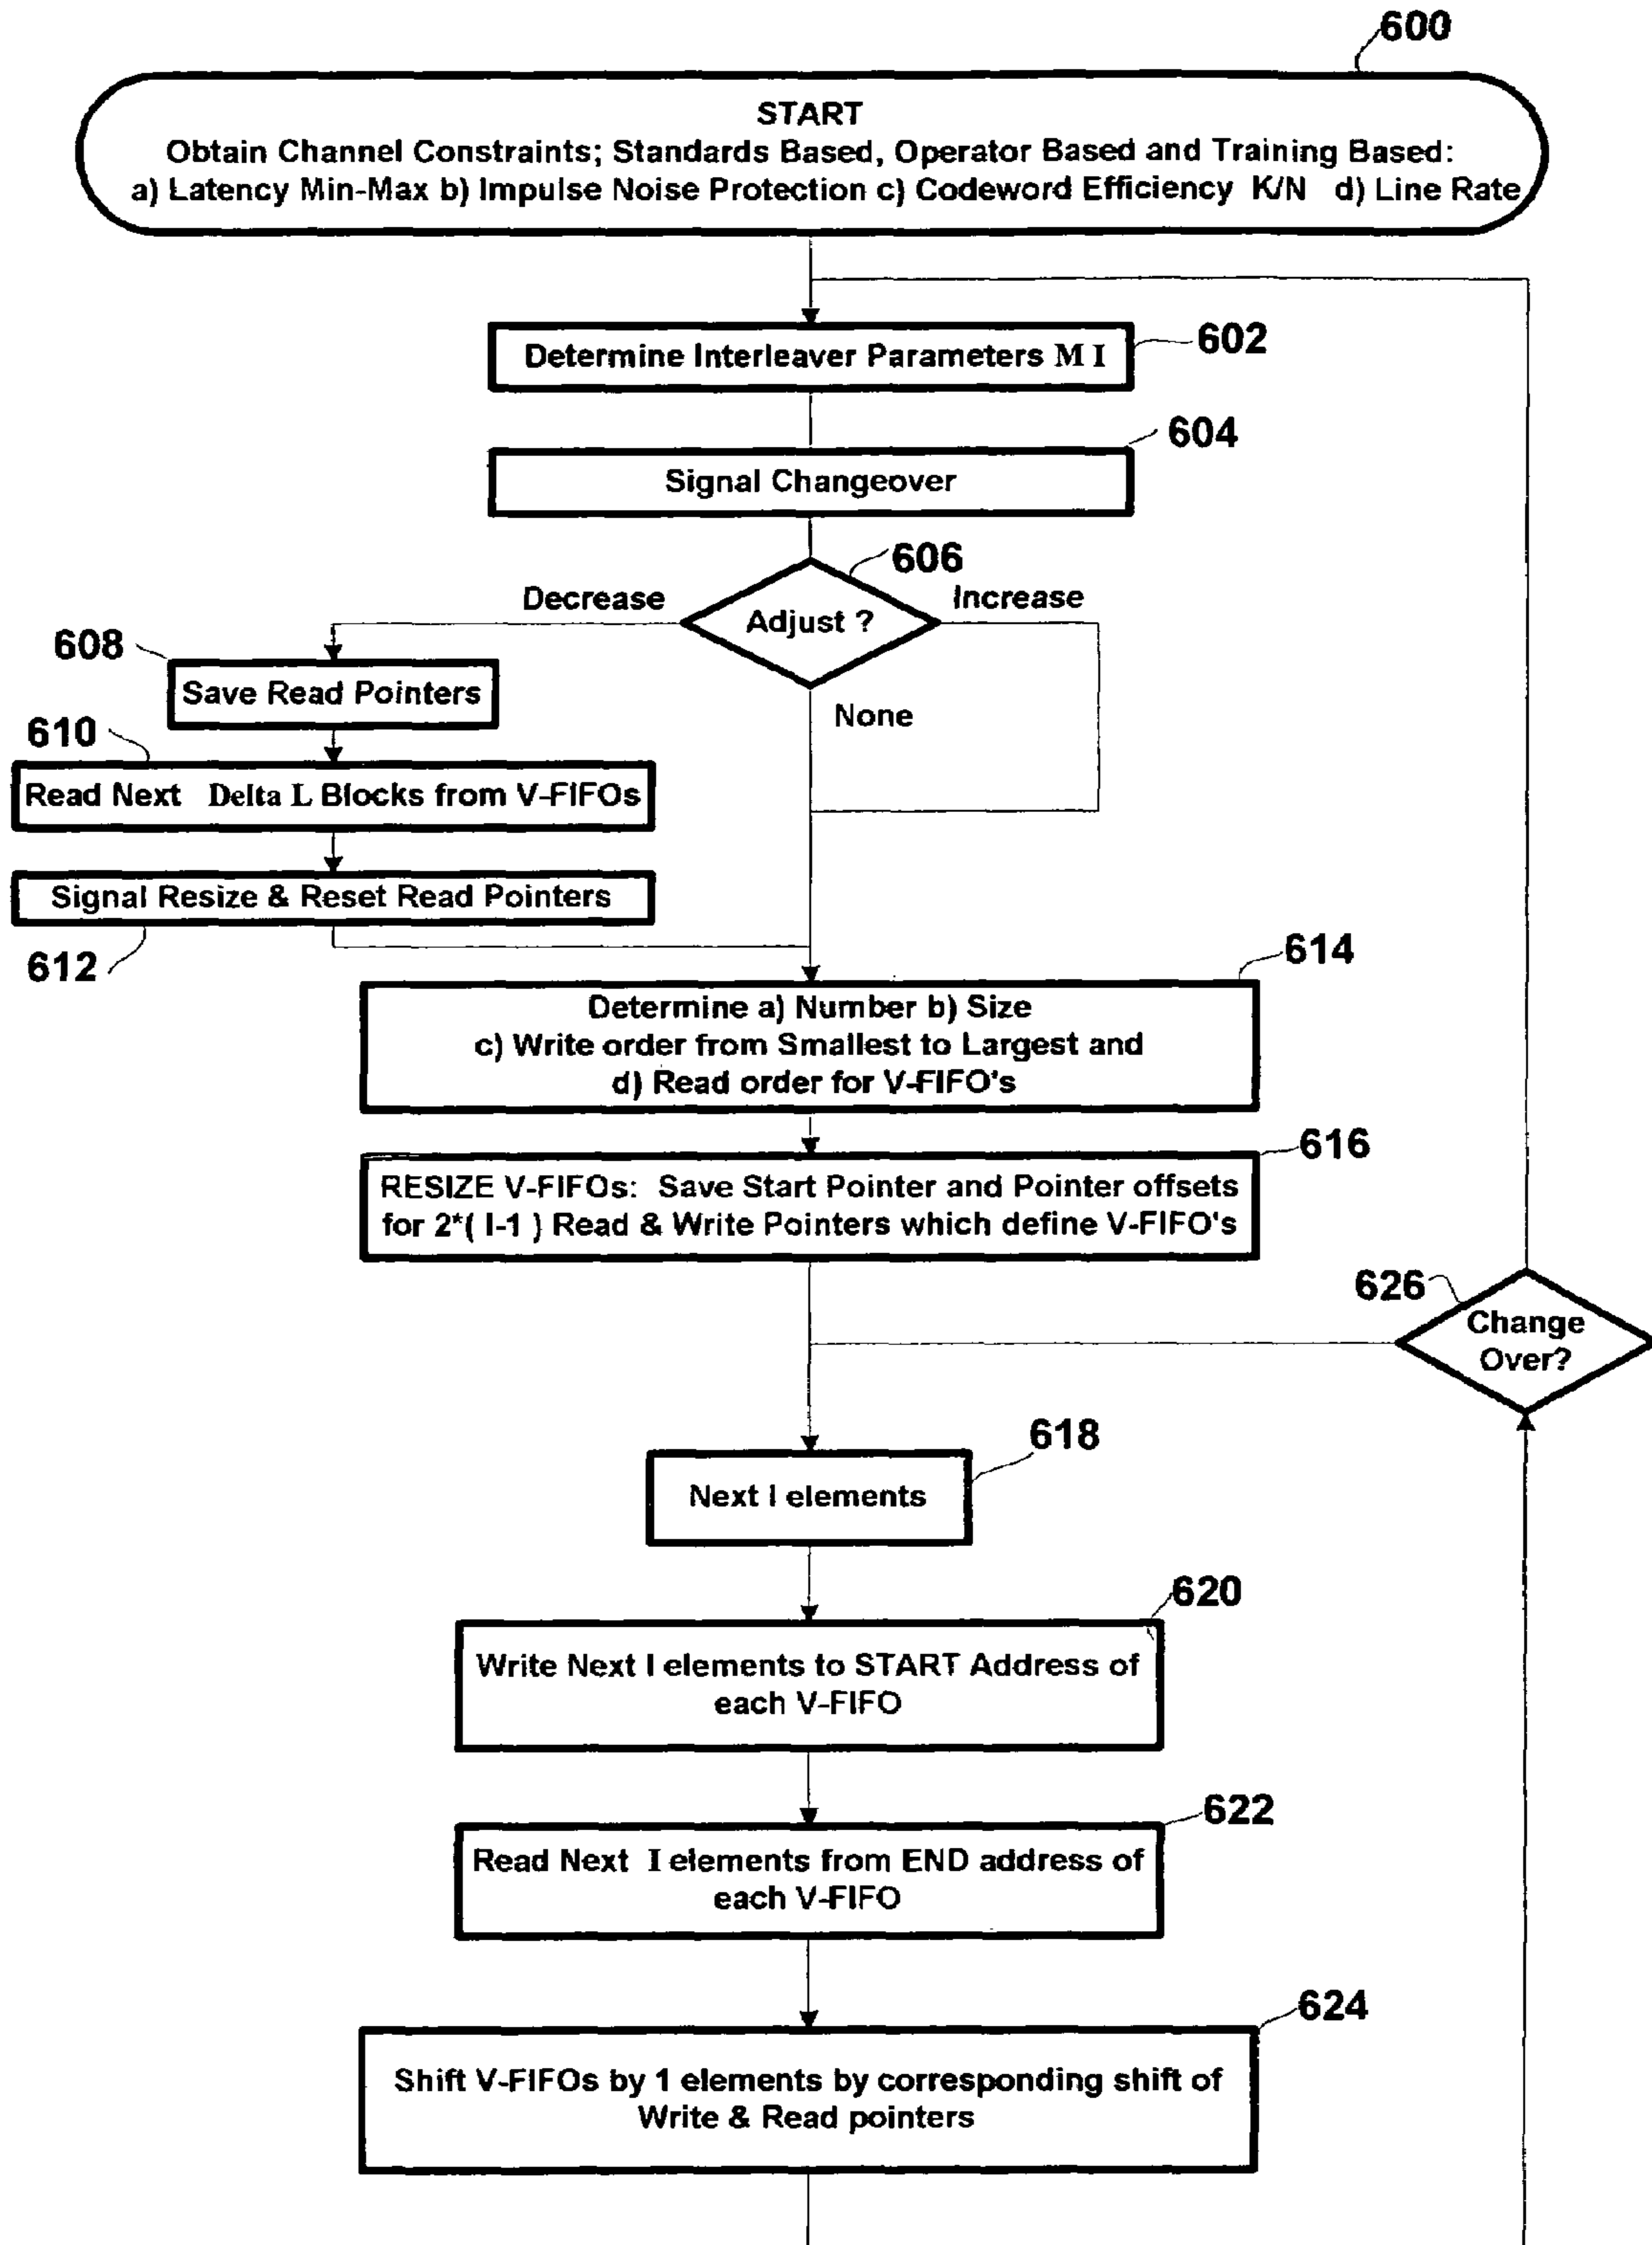 600
START
Obtain Channel Constraints; Standards Based, Operator Based and Training Based:
a) Latency Min-Max b) Impulse Noise Protection c) Codeword Efficiency K/N d) Line Rate
Determine Interleaver Parameters M I
602
604
Signal Changeover
606
Decrease
Increase
Adjust ?
608
Save Read Pointers
None
610
Read Next Delta L Blocks from V-FIFOs
Signal Resize & Reset Read Pointers
612
614
Determine a) Number b) Size
c) Write order from Smallest to Largest and
d) Read order for V-FIFO's
616
RESIZE V-FIFOs: Save Start Pointer and Pointer offsets
for 2*( I-1 ) Read & Write Pointers which define V-FIFO's
626
Change
Over?
618
Next I elements
620
Write Next I elements to START Address of
each V-FIFO
622
Read Next I elements from END address of
each V-FIFO
624
Shift V-FIFOs by 1 elements by corresponding shift of
Write & Read pointers